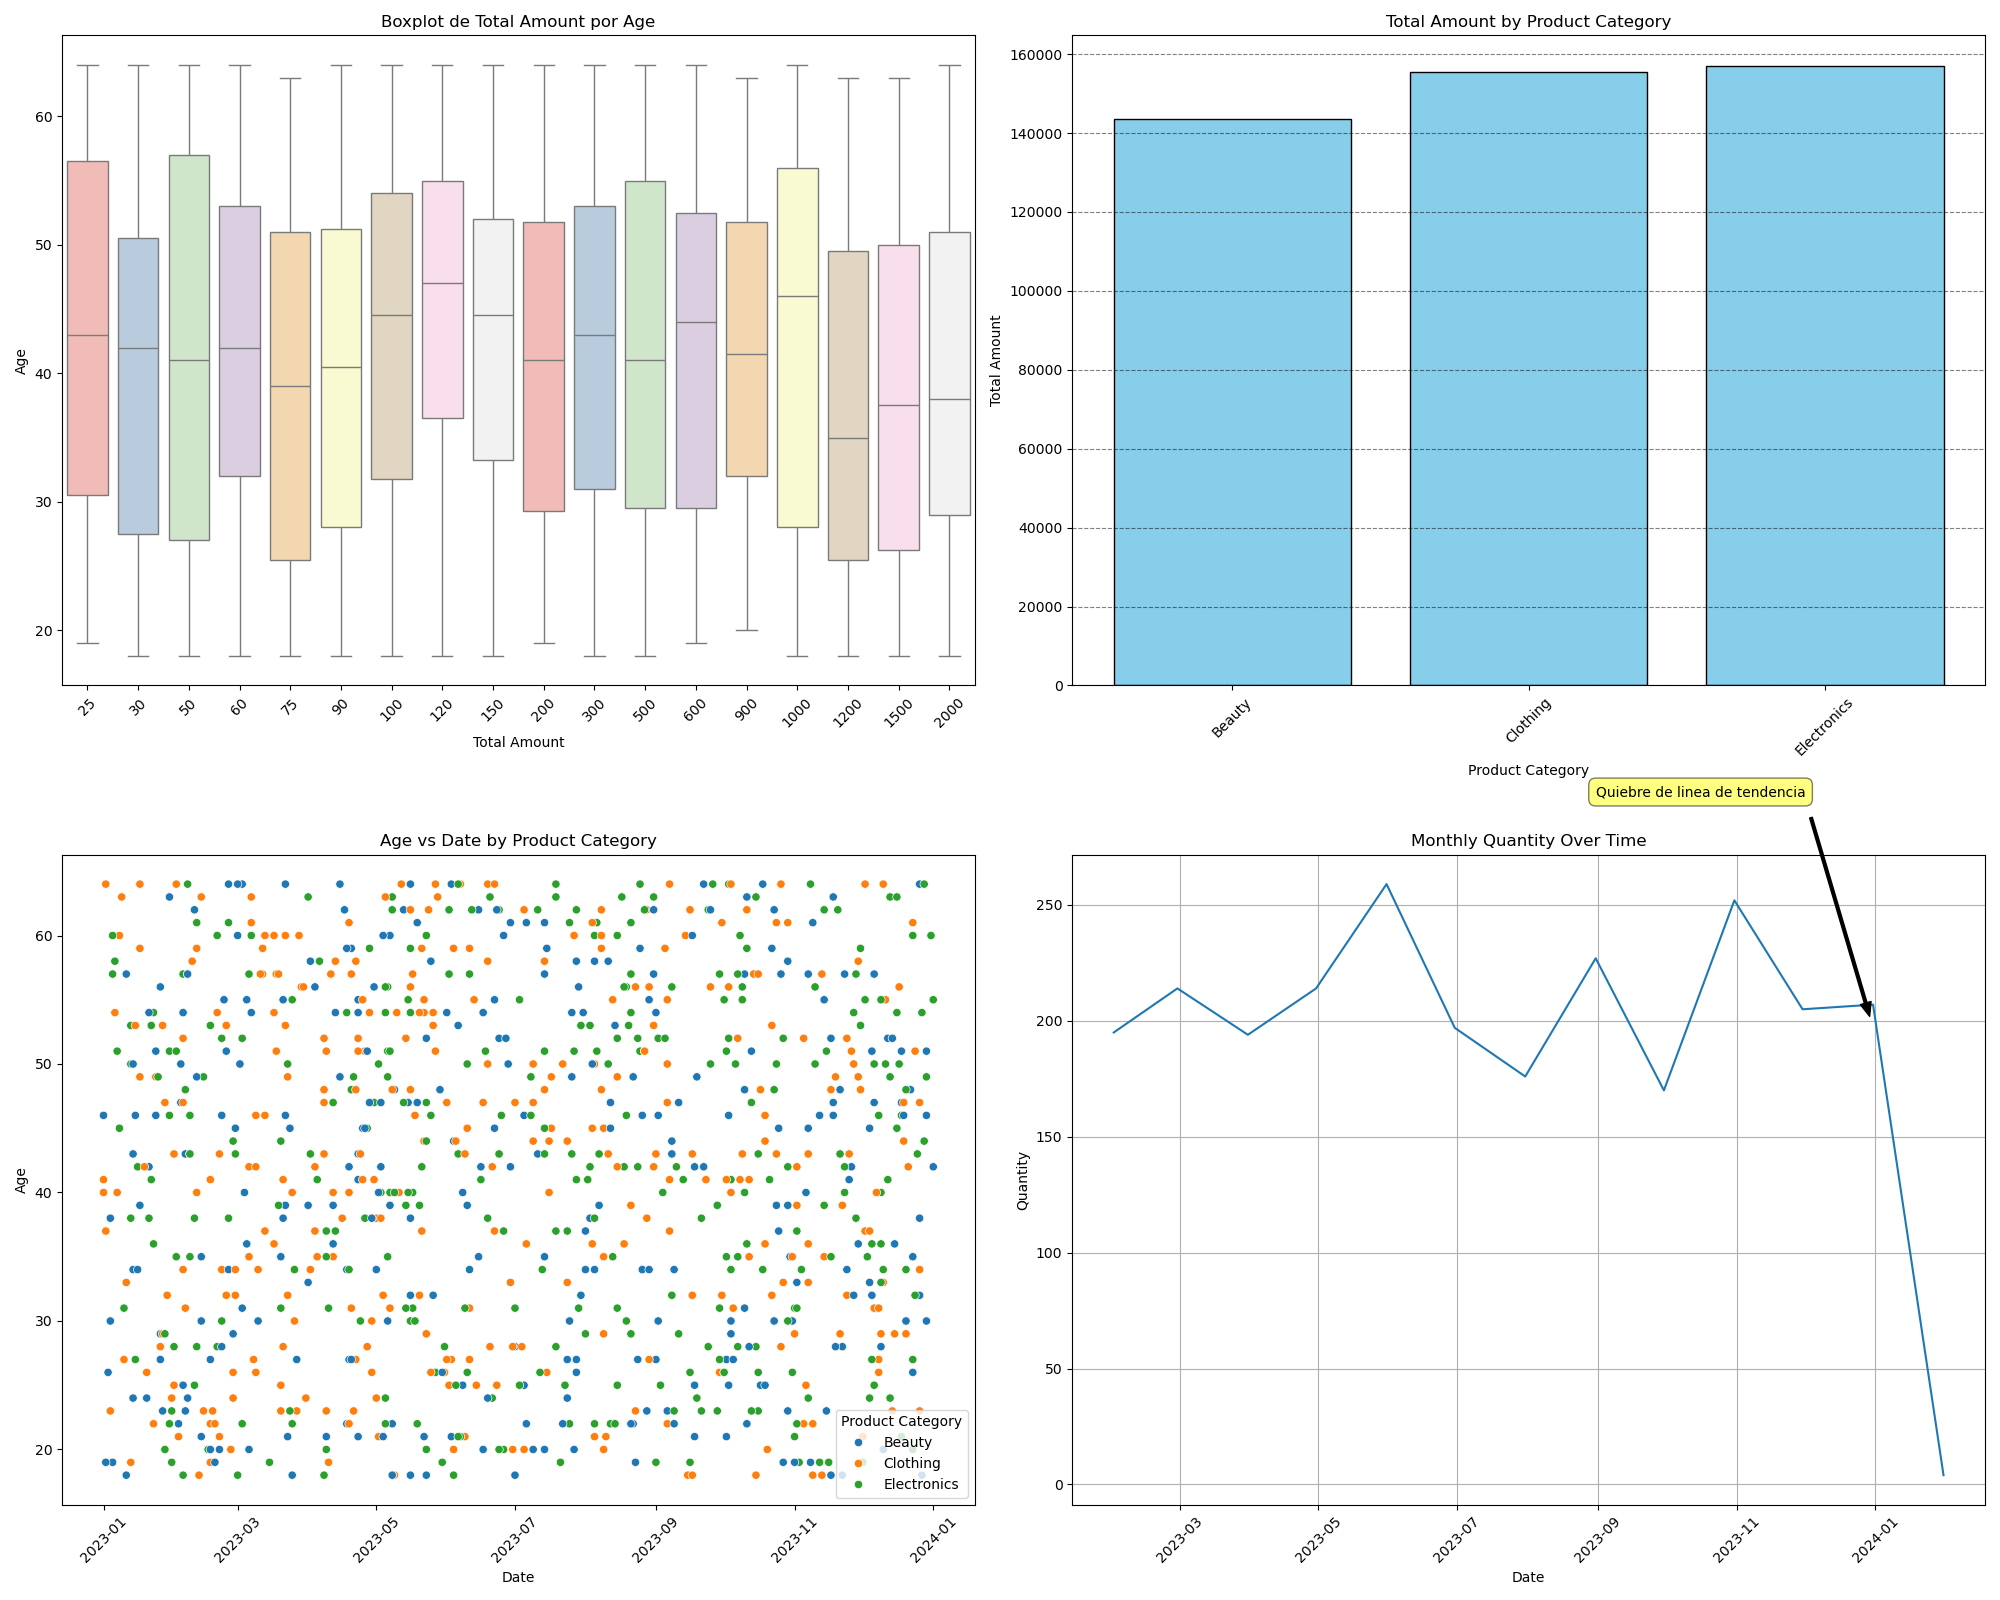 Boxplot de Total Amount por Age
Age
60
50
40
30
20
25
30
50
60
75
90
100
120
150
200
300
500
600
900
1000
1200
1500
2000
Total Amount
Total Amount by Product Category
Total Amount
160000
140000
120000
100000
80000
60000
40000
20000
0
Beauty
Clothing
Electronics
Product Category
Age vs Date by Product Category
Age
60
50
40
30
20
Product Category
Beauty
Clothing
Electronics
2023-01
2023-03
2023-05
2023-07
2023-09
2023-11
2024-01
Date
Quiebre de linea de tendencia
Monthly Quantity Over Time
Quantity
250
200
150
100
50
0
2023-03
2023-05
2023-07
2023-09
2023-11
2024-01
Date